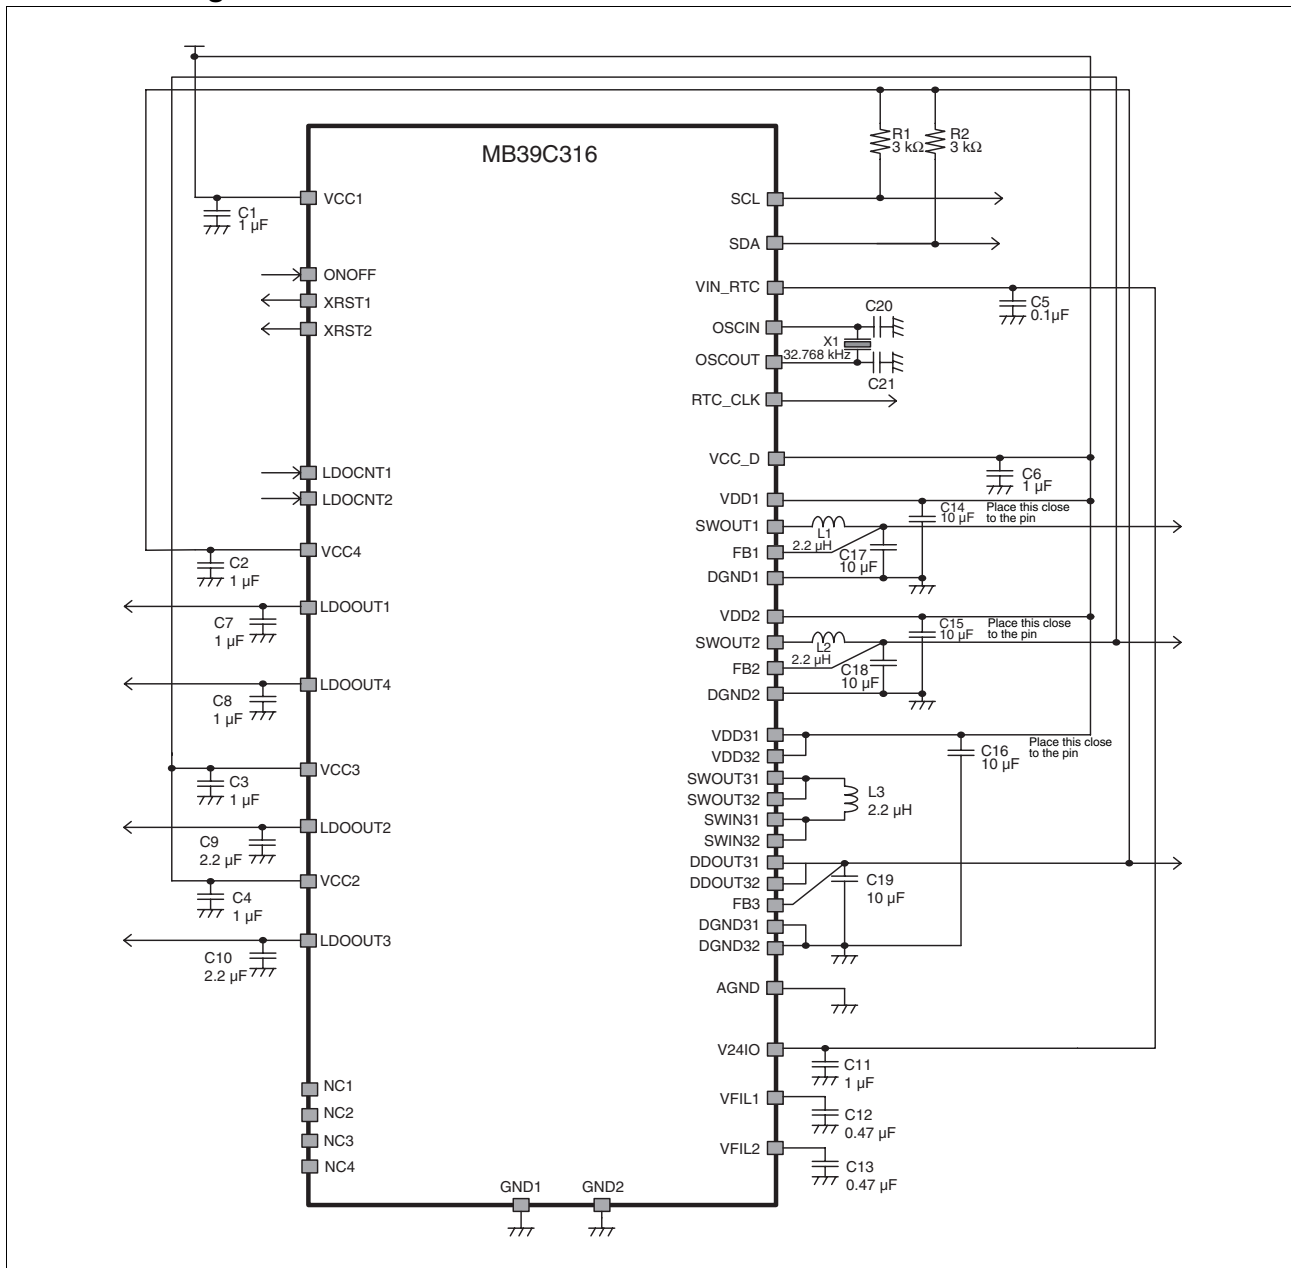 g
MB39C316
VCC1
C1
1 µF
ONOFF
XRST1
XRST2
LDOCNT1
LDOCNT2
VCC4
C2
1 µF
LDOOUT1
C7
1 µF
LDOOUT4
C8
1 µF
VCC3
C3
1 µF
LDOOUT2
C9
2.2 µF
VCC2
C4
1 µF
LDOOUT3
C10
2.2 µF
NC1
NC2
NC3
NC4
GND1
GND2
R1
3 kΩ
R2
3 kΩ
SCL
SDA
VIN_RTC
C5
0.1µF
OSCIN
C20
X1
32.768 kHz
OSCOUT
C21
RTC_CLK
VCC_D
C6
1 µF
VDD1
C14
10 µF
Place this close
to the pin
SWOUT1
L1
2.2 µH
FB1
C17
10 µF
DGND1
VDD2
C15
10 µF
Place this close
to the pin
SWOUT2
L2
2.2 µH
FB2
C18
10 µF
DGND2
VDD31
Place this close
to the pin
VDD32
C16
10 µF
SWOUT31
SWOUT32
L3
2.2 µH
SWIN31
SWIN32
DDOUT31
DDOUT32
C19
10 µF
FB3
DGND31
DGND32
AGND
V24IO
C11
1 µF
VFIL1
C12
0.47 µF
VFIL2
C13
0.47 µF